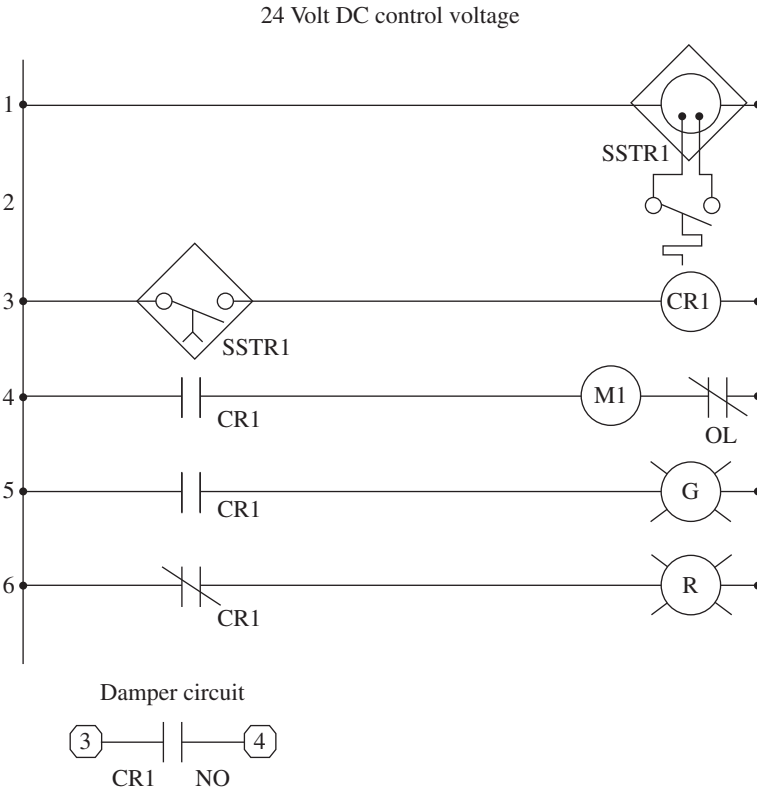 24 Volt DC control voltage
1
SSTR1
2
3
CR1
SSTR1
4
M1
CR1
OL
5
G
CR1
6
R
CR1
Damper circuit
3
4
CR1 NO